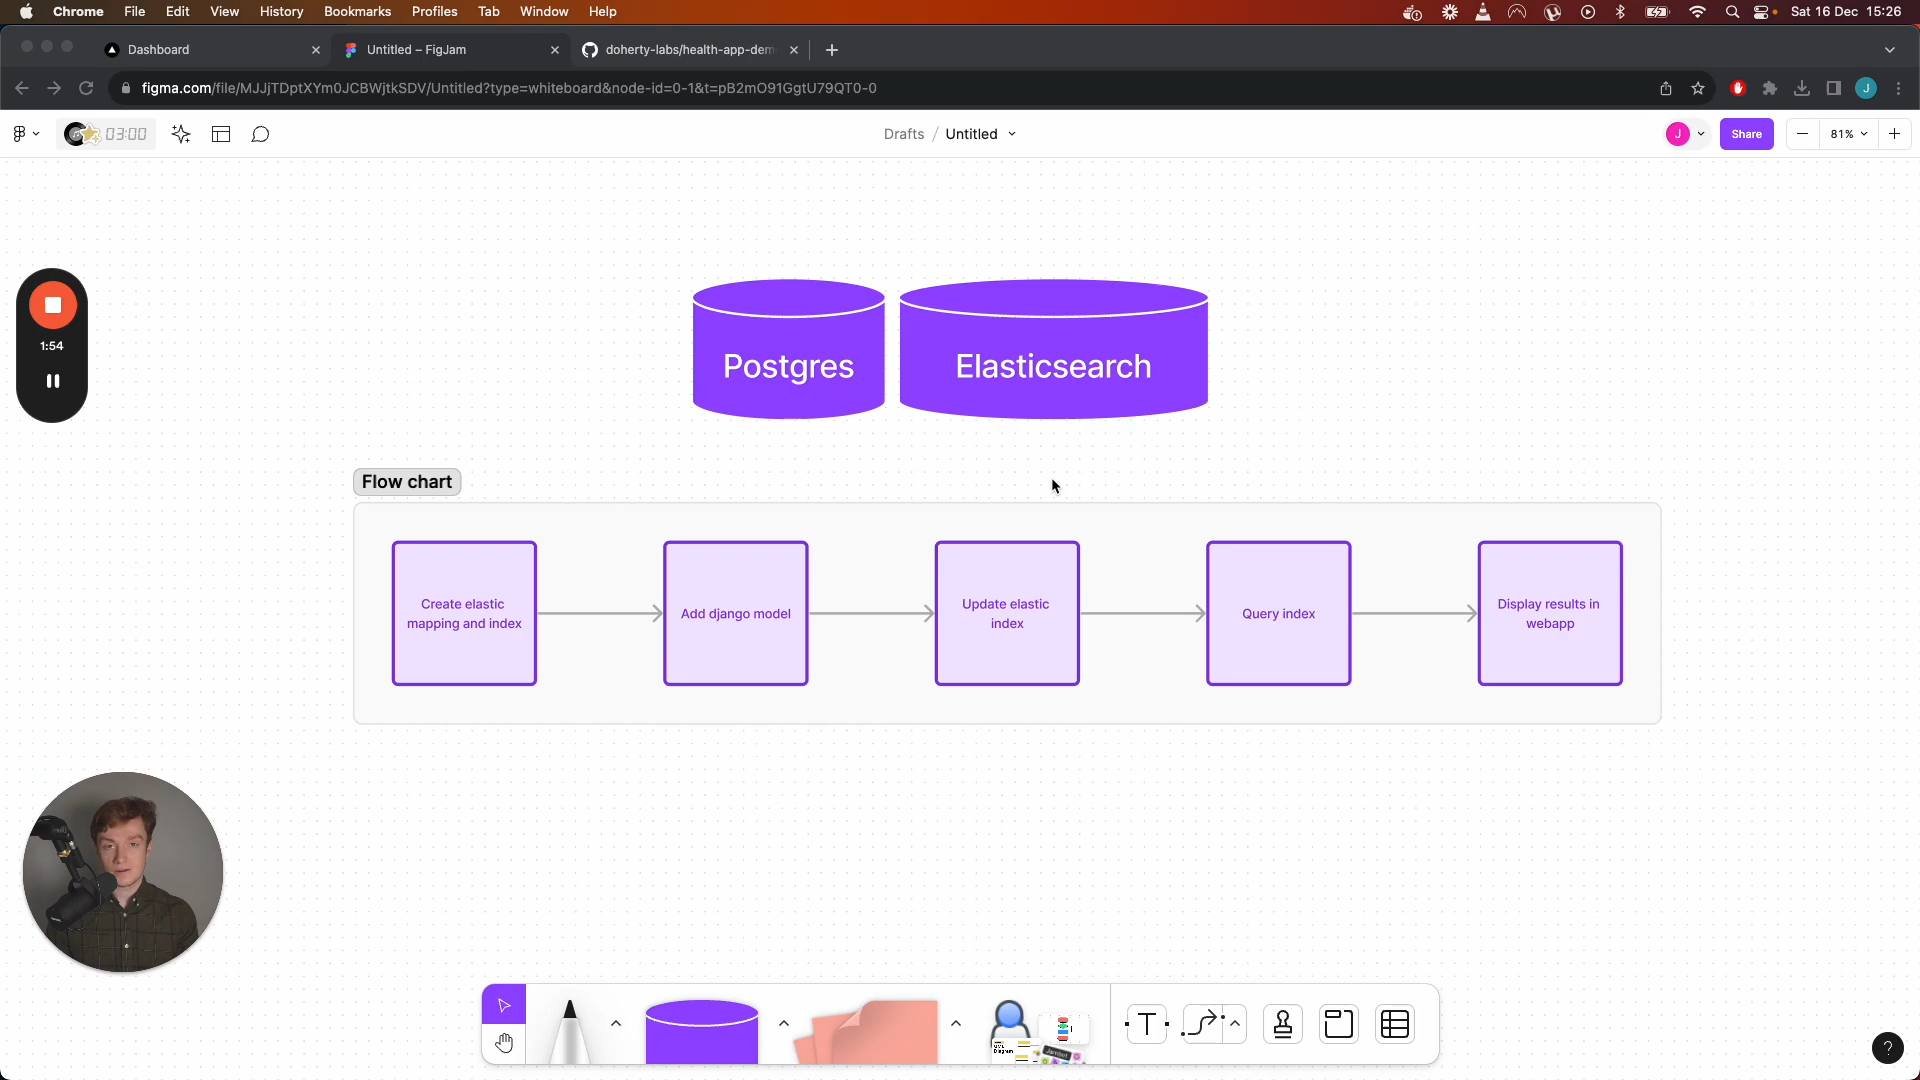 Chrome File Edit View History Bookmarks Profiles Tab Window Help Sat 16 Dec 15:26
Dashboard Untitled – FigJam doherty-labs/health-app-dem
figma.com/file/MJJjTDptXYm0JCBWjtkSDV/Untitled?type=whiteboard&node-id=0-1&t=pB2mO91GgtU79QT0-0 J
03:00 Drafts / Untitled J Share 81%
1:54
Postgres Elasticsearch
Flow chart
Create elastic
mapping and index
Add django model
Update elastic
index
Query index
Display results in
webapp
T
?